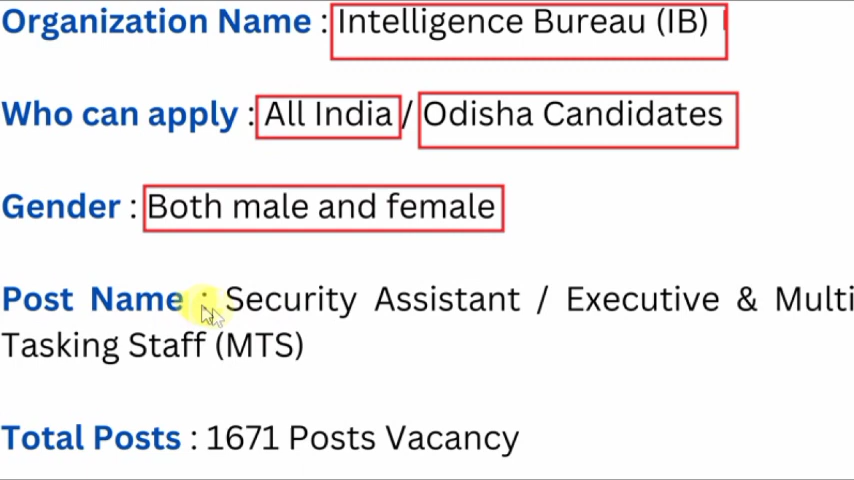 Organization Name : Intelligence Bureau (IB)
Who can apply : All India / Odisha Candidates
Gender : Both male and female
Post Name : Security Assistant / Executive & Multi
Tasking Staff (MTS)
Total Posts : 1671 Posts Vacancy